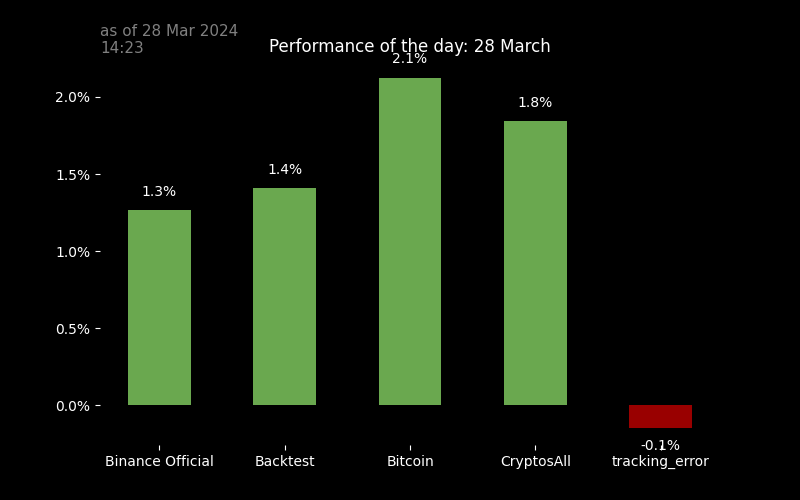 as of 28 Mar 2024
14:23
Performance of the day: 28 March
2.1%
2.0%
1.8%
1.5%
1.4%
1.3%
1.0%
0.5%
0.0%
-0.1%
Binance Official
Backtest
Bitcoin
CryptosAll
tracking_error